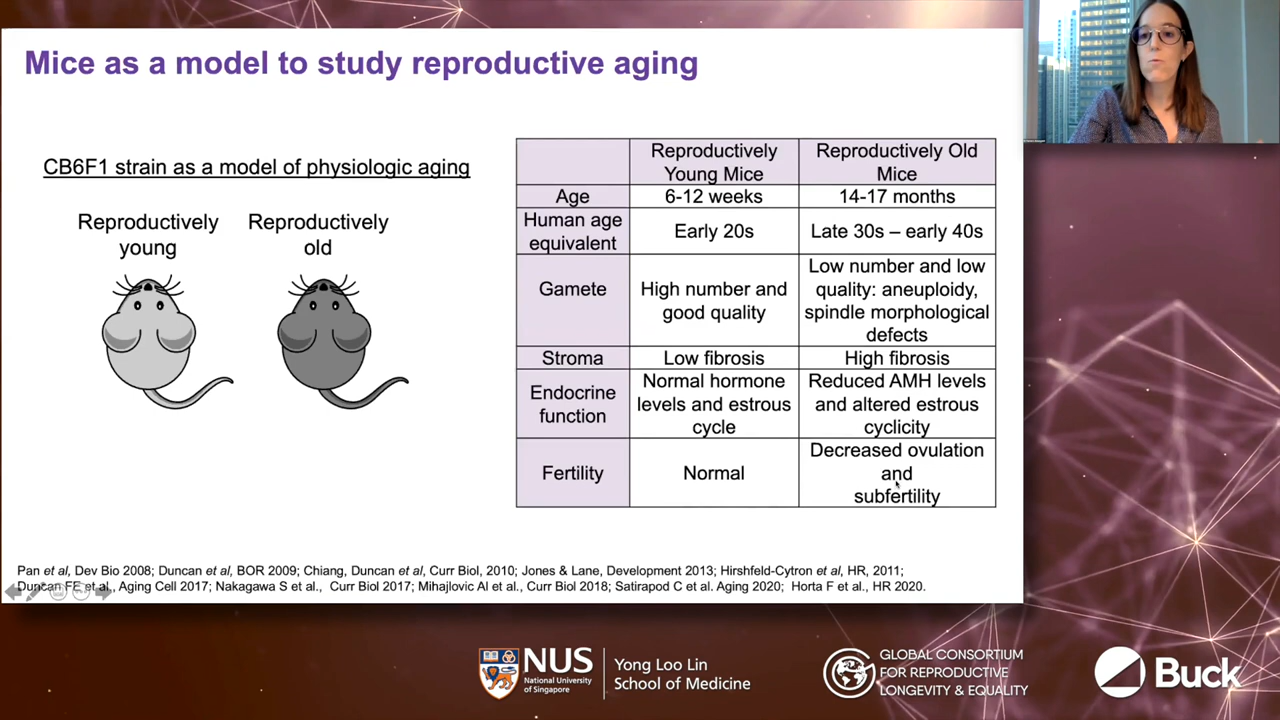 Mice as a model to study reproductive aging
CB6F1 strain as a model of physiologic aging
Reproductively
young
Reproductively
old
Reproductively
Young Mice
Reproductively Old
Mice
Age
6-12 weeks
14-17 months
Human age
equivalent
Early 20s
Late 30s – early 40s
Gamete
High number and
good quality
Low number and low
quality: aneuploidy,
spindle morphological
defects
Stroma
Low fibrosis
High fibrosis
Endocrine
function
Normal hormone
levels and estrous
cycle
Reduced AMH levels
and altered estrous
cyclicity
Fertility
Normal
Decreased ovulation
and
subfertility
Pan et al, Dev Bio 2008; Duncan et al, BOR 2009; Chiang, Duncan et al, Curr Biol, 2010; Jones & Lane, Development 2013; Hirshfeld-Cytron et al, HR, 2011;
Duncan FE et al., Aging Cell 2017; Nakagawa S et al., Curr Biol 2017; Mihajlovic AI et al., Curr Biol 2018; Satirapod C et al. Aging 2020; Horta F et al., HR 2020.
NUS
National University
of Singapore
Yong Loo Lin
School of Medicine
GLOBAL CONSORTIUM
FOR REPRODUCTIVE
LONGEVITY & EQUALITY
Buck